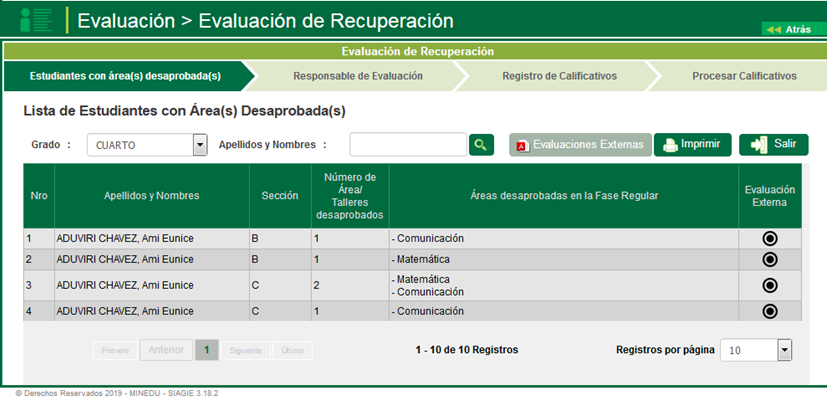 Evaluación > Evaluación de Recuperación
Atrás
Evaluación de Recuperación
Estudiantes con área(s) desaprobada(s)
Responsable de Evaluación
Registro de Calificativos
Procesar Calificativos
Lista de Estudiantes con Área(s) Desaprobada(s)
Grado : CUARTO Apellidos y Nombres : Evaluaciones Externas Imprimir Salir
Nro Apellidos y Nombres Sección Número de Área/ Talleres desaprobados Áreas desaprobadas en la Fase Regular Evaluación Externa
1 ADUVIRI CHAVEZ, Ami Eunice B 1 - Comunicación
2 ADUVIRI CHAVEZ, Ami Eunice B 1 - Matemática
3 ADUVIRI CHAVEZ, Ami Eunice C 2 - Matemática
- Comunicación
4 ADUVIRI CHAVEZ, Ami Eunice C 1 - Comunicación
Primero Anterior 1 Siguiente Último 1 - 10 de 10 Registros Registros por página 10
© Derechos Reservados 2019 - MINEDU - SIAGIE 3.18.2